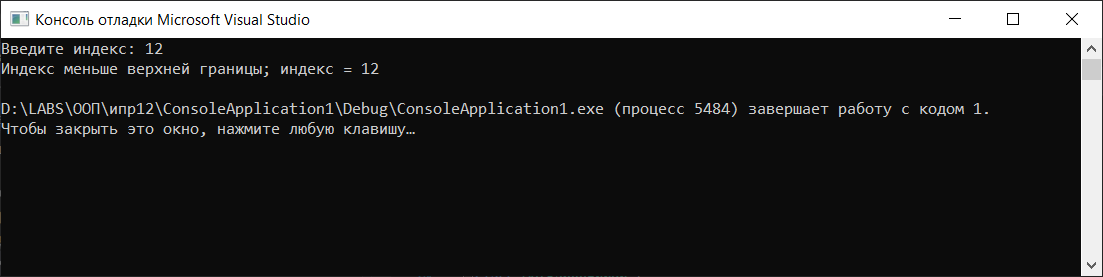 Консоль отладки Microsoft Visual Studio
Введите индекс: 12
Индекс меньше верхней границы; индекс = 12
D:\LABS\ООП\ипр12\ConsoleApplication1\Debug\ConsoleApplication1.exe (процесс 5484) завершает работу с кодом 1.
Чтобы закрыть это окно, нажмите любую клавишу…